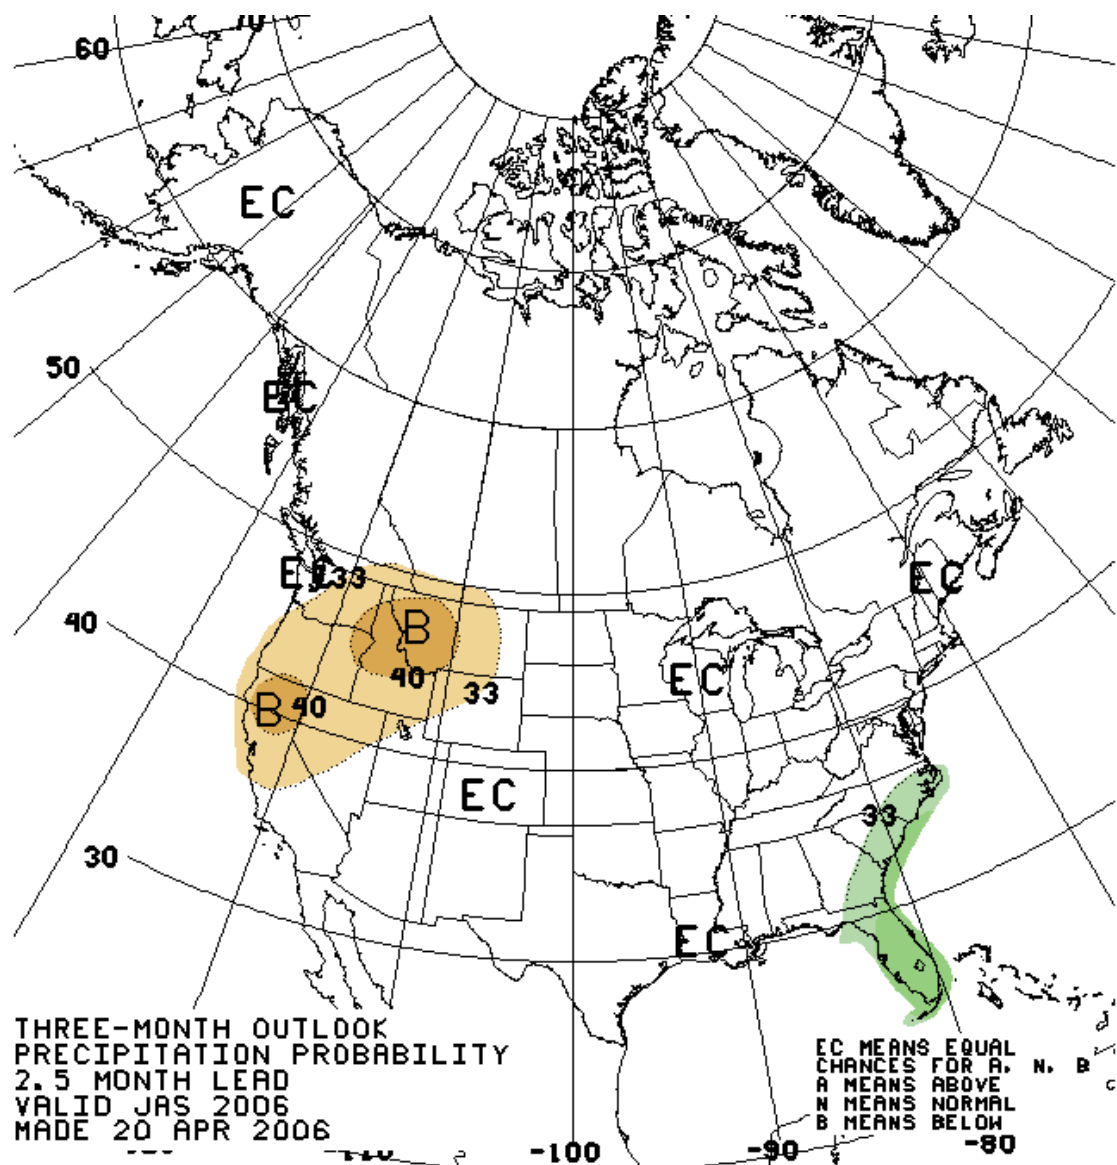 70
60
EC
50
EC
EC
33
EC
40
B
40
33
EC
B
40
EC
33
30
EC
THREE-MONTH OUTLOOK
PRECIPITATION PROBABILITY
2.5 MONTH LEAD
VALID JAS 2006
MADE 20 APR 2006
EC MEANS EQUAL
CHANCES FOR A, N, B
A MEANS ABOVE
N MEANS NORMAL
B MEANS BELOW
-100
-90
-80